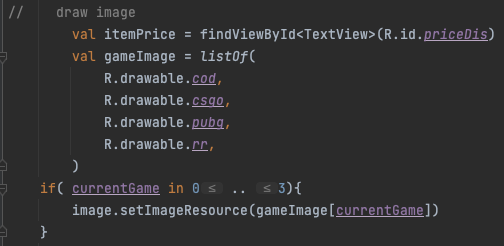 //    draw image
        val itemPrice = findViewById<TextView>(R.id.priceDis)
        val gameImage = listOf(
            R.drawable.cod,
            R.drawable.csgo,
            R.drawable.pubg,
            R.drawable.rr,
        )
    if( currentGame in 0 ≤ .. ≤ 3){
        image.setImageResource(gameImage[currentGame])
    }